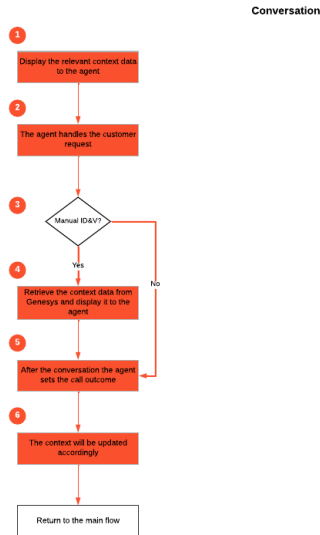 Conversation
1
Display the relevant context data
to the agent
2
The agent handles the customer
request
3
Manual ID&V?
Yes
No
4
Retrieve the context data from
Genesys and display it to the
agent
5
After the conversation the agent
sets the call outcome
6
The context will be updated
accordingly
Return to the main flow